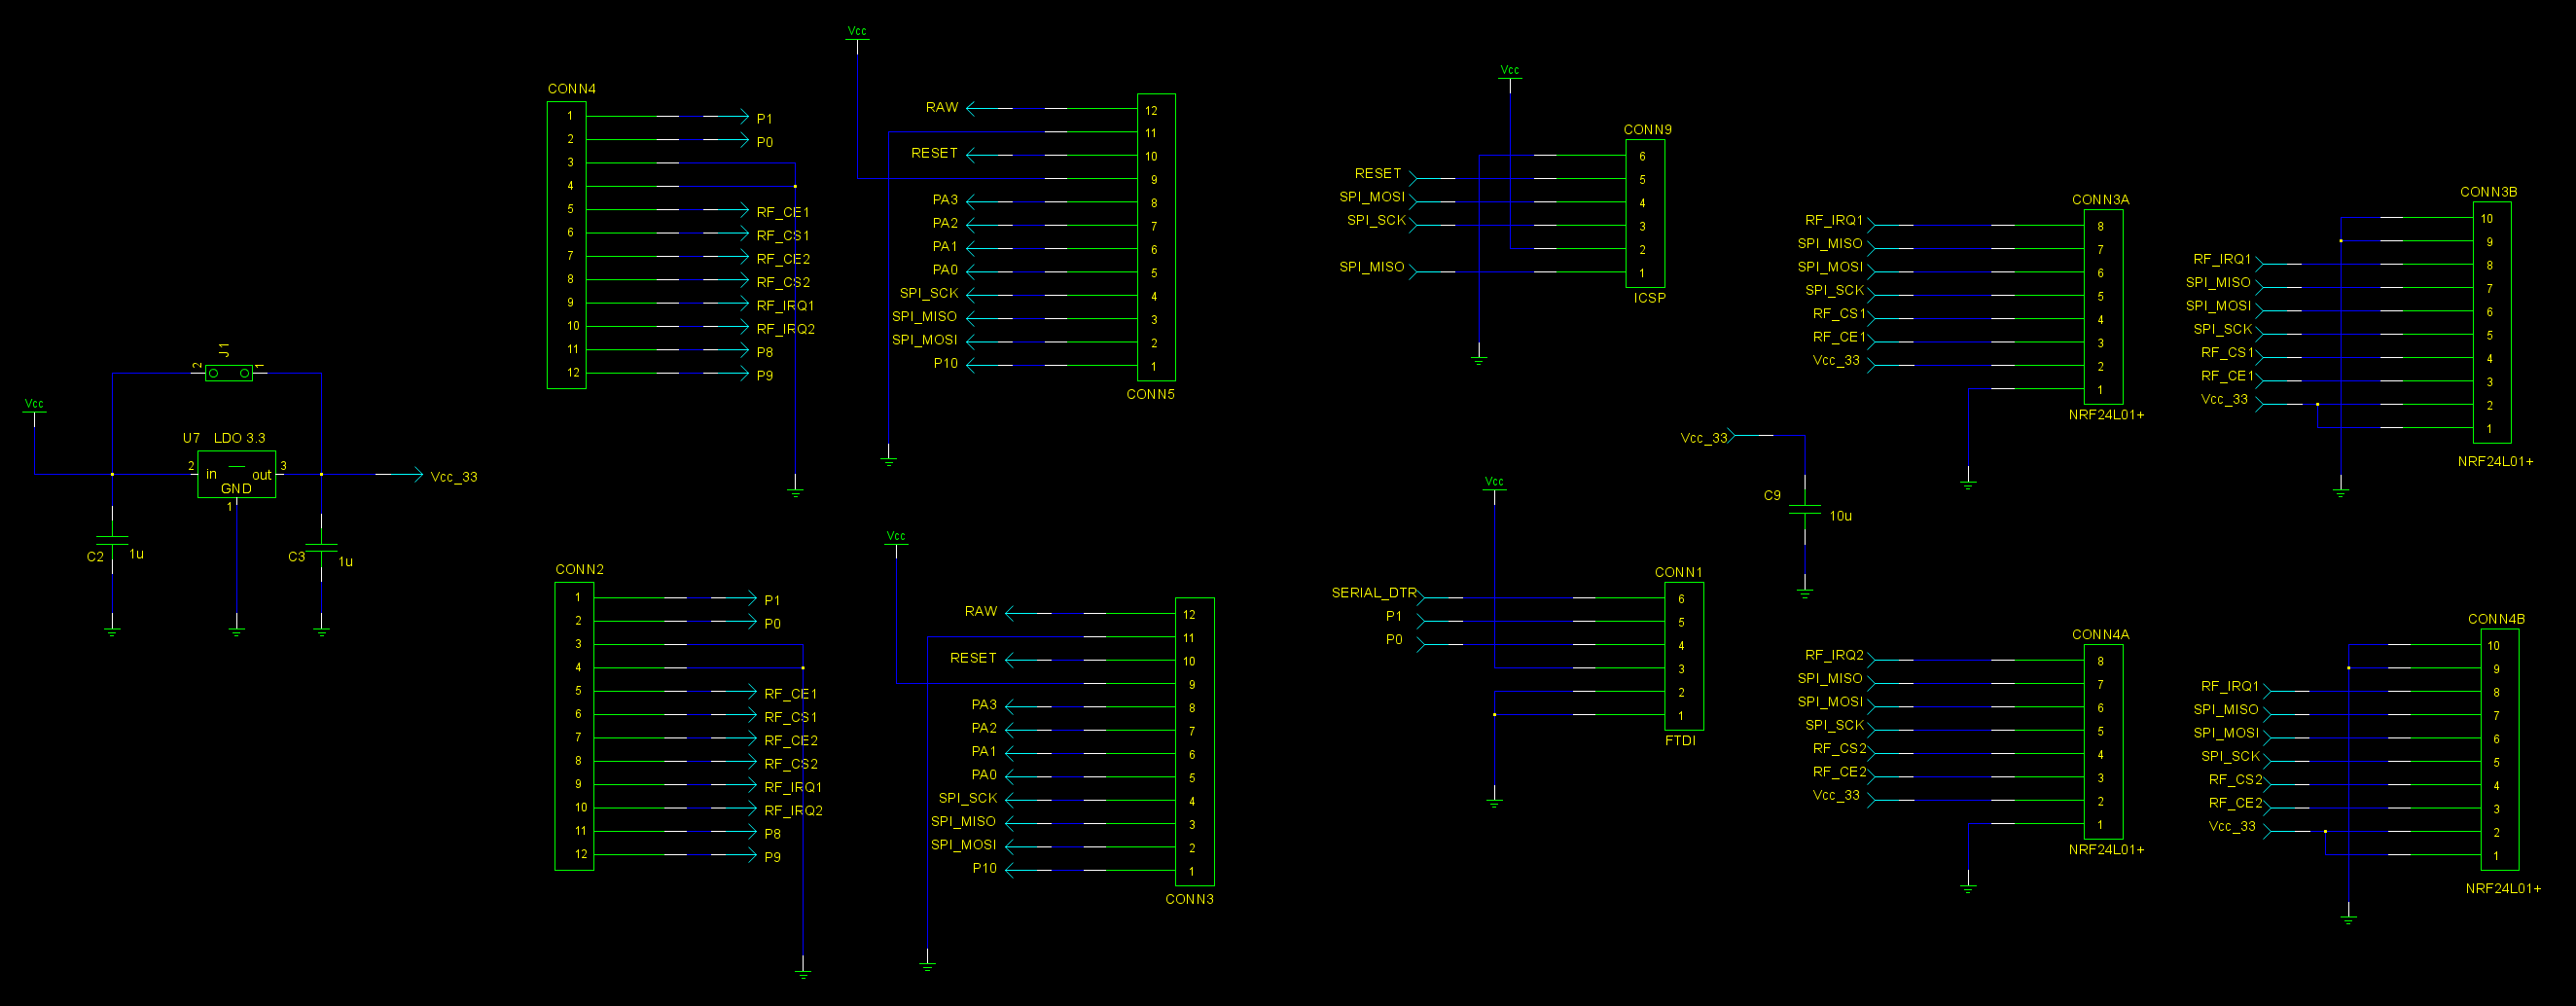 Vcc
U7 LDO 3.3
J1
2
1
2
in
out
3
GND
1
Vcc_33
C2
1u
C3
1u
CONN4
1
P1
2
P0
3
4
5
RF_CE1
6
RF_CS1
7
RF_CE2
8
RF_CS2
9
RF_IRQ1
10
RF_IRQ2
11
P8
12
P9
CONN2
1
P1
2
P0
3
4
5
RF_CE1
6
RF_CS1
7
RF_CE2
8
RF_CS2
9
RF_IRQ1
10
RF_IRQ2
11
P8
12
P9
Vcc
RAW
12
11
RESET
10
9
PA3
8
PA2
7
PA1
6
PA0
5
SPI_SCK
4
SPI_MISO
3
SPI_MOSI
2
P10
1
CONN5
Vcc
RAW
12
11
RESET
10
9
PA3
8
PA2
7
PA1
6
PA0
5
SPI_SCK
4
SPI_MISO
3
SPI_MOSI
2
P10
1
CONN3
Vcc
CONN9
6
RESET
5
SPI_MOSI
4
SPI_SCK
3
2
SPI_MISO
1
ICSP
Vcc
CONN1
SERIAL_DTR
6
P1
5
P0
4
3
2
1
FTDI
Vcc_33
C9
10u
CONN3A
RF_IRQ1
8
SPI_MISO
7
SPI_MOSI
6
SPI_SCK
5
RF_CS1
4
RF_CE1
3
Vcc_33
2
1
NRF24L01+
CONN4A
RF_IRQ2
8
SPI_MISO
7
SPI_MOSI
6
SPI_SCK
5
RF_CS2
4
RF_CE2
3
Vcc_33
2
1
NRF24L01+
CONN3B
10
9
RF_IRQ1
8
SPI_MISO
7
SPI_MOSI
6
SPI_SCK
5
RF_CS1
4
RF_CE1
3
Vcc_33
2
1
NRF24L01+
CONN4B
10
9
RF_IRQ1
8
SPI_MISO
7
SPI_MOSI
6
SPI_SCK
5
RF_CS2
4
RF_CE2
3
Vcc_33
2
1
NRF24L01+